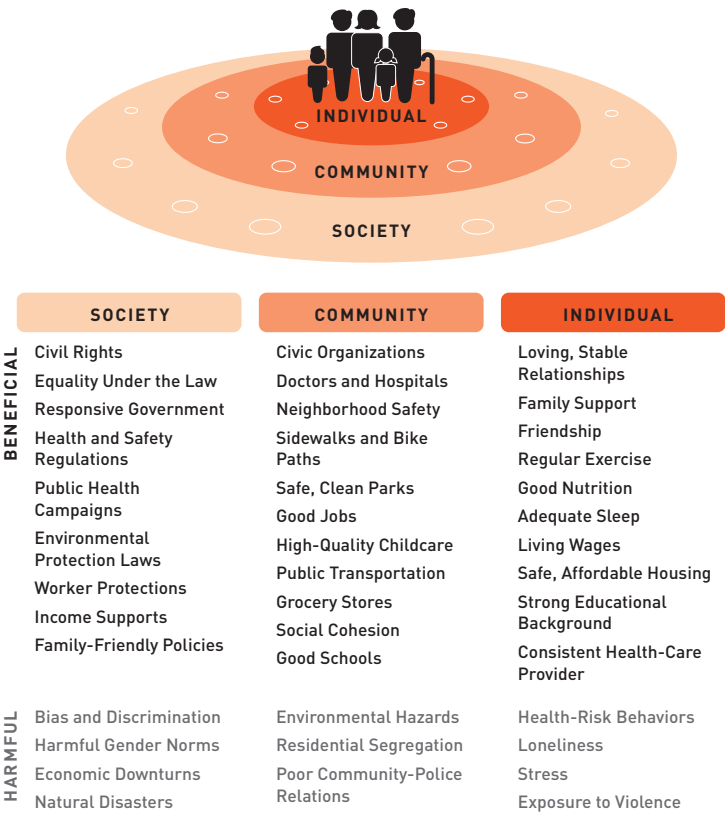 INDIVIDUAL
COMMUNITY
SOCIETY
SOCIETY
COMMUNITY
INDIVIDUAL
BENEFICIAL
Civil Rights
Equality Under the Law
Responsive Government
Health and Safety
Regulations
Public Health
Campaigns
Environmental
Protection Laws
Worker Protections
Income Supports
Family-Friendly Policies
Civic Organizations
Doctors and Hospitals
Neighborhood Safety
Sidewalks and Bike
Paths
Safe, Clean Parks
Good Jobs
High-Quality Childcare
Public Transportation
Grocery Stores
Social Cohesion
Good Schools
Loving, Stable
Relationships
Family Support
Friendship
Regular Exercise
Good Nutrition
Adequate Sleep
Living Wages
Safe, Affordable Housing
Strong Educational
Background
Consistent Health-Care
Provider
HARMFUL
Bias and Discrimination
Harmful Gender Norms
Economic Downturns
Natural Disasters
Environmental Hazards
Residential Segregation
Poor Community-Police
Relations
Health-Risk Behaviors
Loneliness
Stress
Exposure to Violence